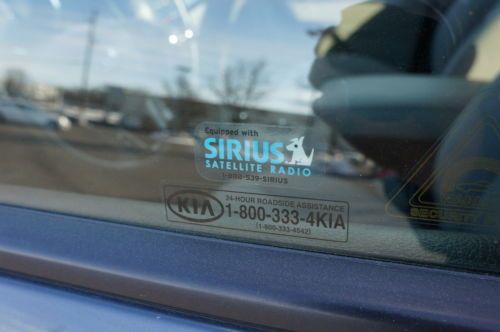 Equipped with
SIRIUS
SATELLITE RADIO
1-888-539-SIRIUS
24-HOUR ROADSIDE ASSISTANCE
KIA 1-800-333-4KIA
(1-800-333-4542)
SECURITY